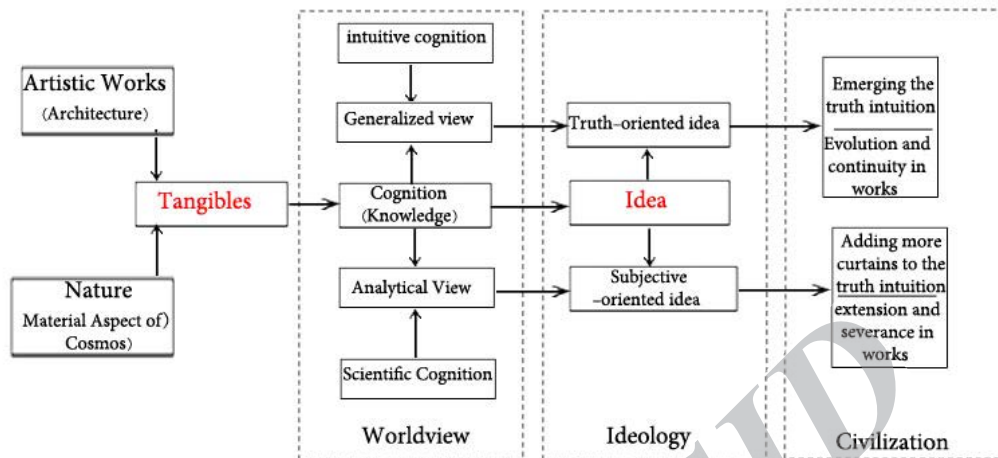 Artistic Works
(Architecture)
Tangibles
Nature
Material Aspect of)
Cosmos)
intuitive cognition
Generalized view
Cognition
(Knowledge)
Analytical View
Scientific Cognition
Worldview
Truth-oriented idea
Idea
Subjective
-oriented idea
Ideology
Emerging the
truth intuition
Evolution and
continuity in
works
Adding more
curtains to the
truth intuition
extension and
severance in
works
Civilization